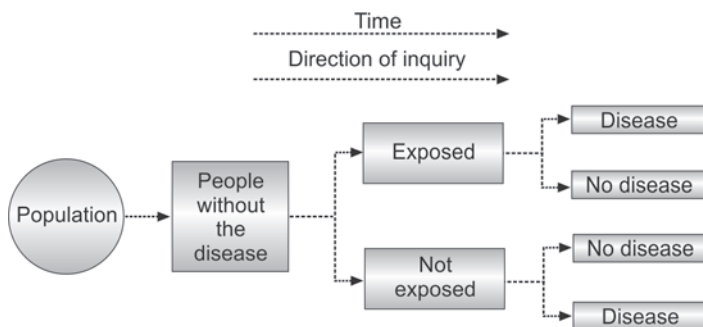 Time
Direction of inquiry
Population
People
without
the
disease
Exposed
Not
exposed
Disease
No disease
No disease
Disease